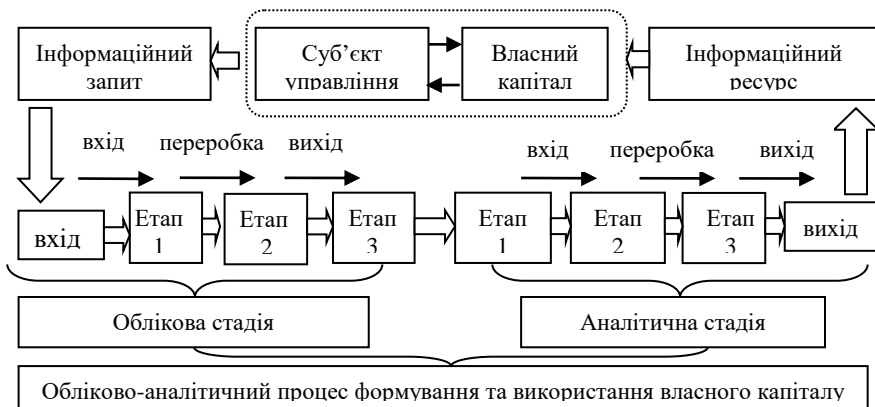 Інформаційний
запит
Суб’єкт
управління
Власний
капітал
Інформаційний
ресурс
вхід
переробка
вихід
вхід
переробка
вихід
вхід
Етап
1
Етап
2
Етап
3
Етап
1
Етап
2
Етап
3
вихід
Облікова стадія
Аналітична стадія
Обліково-аналітичний процес формування та використання власного капіталу